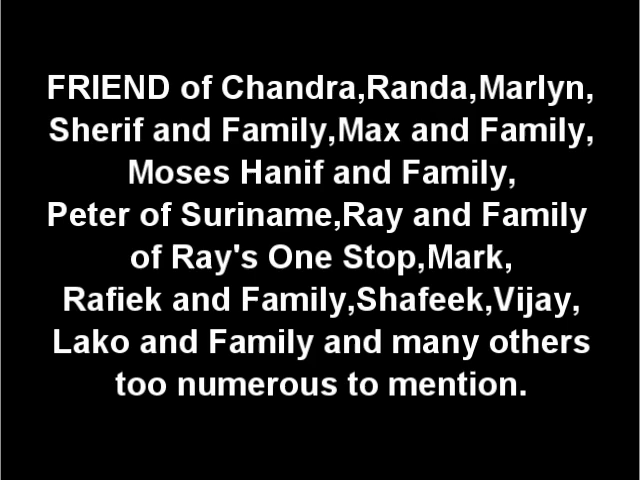 FRIEND of Chandra,Randa,Marlyn,
Sherif and Family,Max and Family,
Moses Hanif and Family,
Peter of Suriname,Ray and Family
of Ray's One Stop,Mark,
Rafiek and Family,Shafeek,Vijay,
Lako and Family and many others
too numerous to mention.